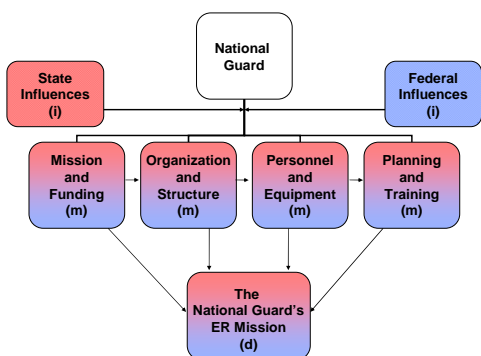 National
Guard
State
Influences
(i)
Federal
Influences
(i)
Mission
and
Funding
(m)
Organization
and
Structure
(m)
Personnel
and
Equipment
(m)
Planning
and
Training
(m)
The
National Guard's
ER Mission
(d)